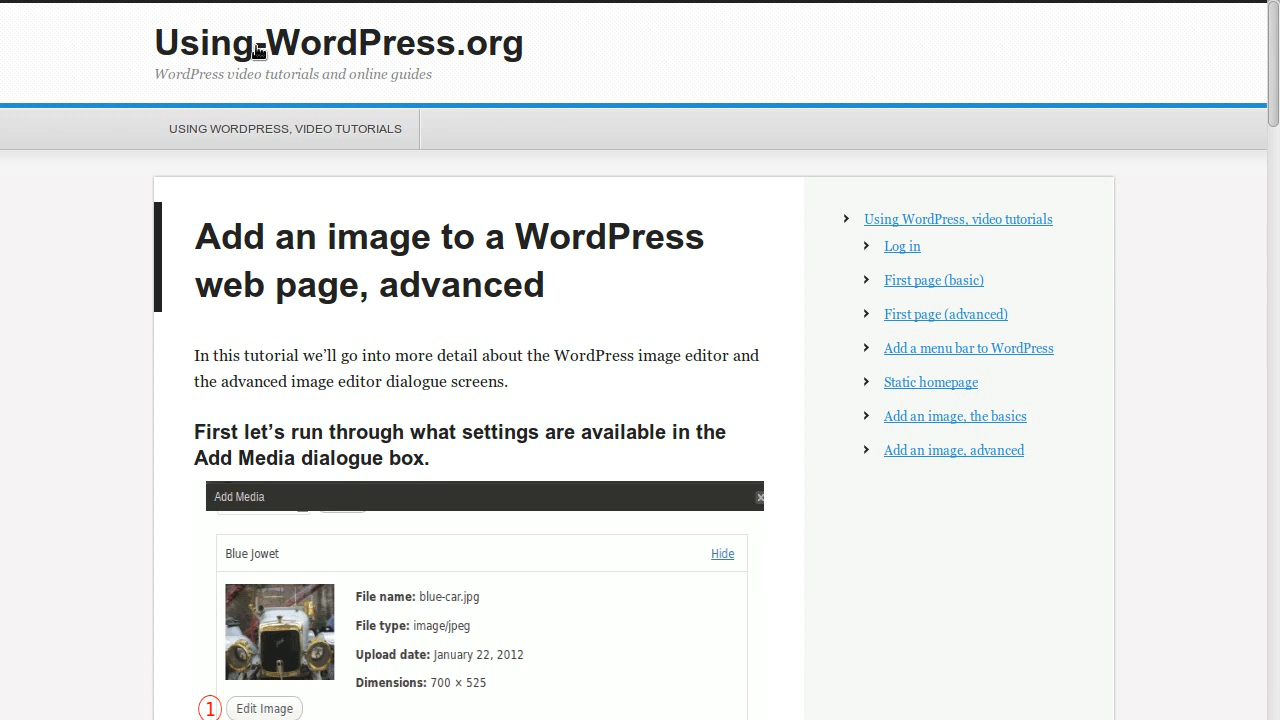 Using-WordPress.org
WordPress video tutorials and online guides
USING WORDPRESS, VIDEO TUTORIALS
Add an image to a WordPress
web page, advanced
In this tutorial we’ll go into more detail about the WordPress image editor and
the advanced image editor dialogue screens.
First let’s run through what settings are available in the
Add Media dialogue box.
Add Media
Blue Jowet
Hide
File name: blue-car.jpg
File type: image/jpeg
Upload date: January 22, 2012
Dimensions: 700 × 525
1 Edit Image
Using WordPress, video tutorials
Log in
First page (basic)
First page (advanced)
Add a menu bar to WordPress
Static homepage
Add an image, the basics
Add an image, advanced